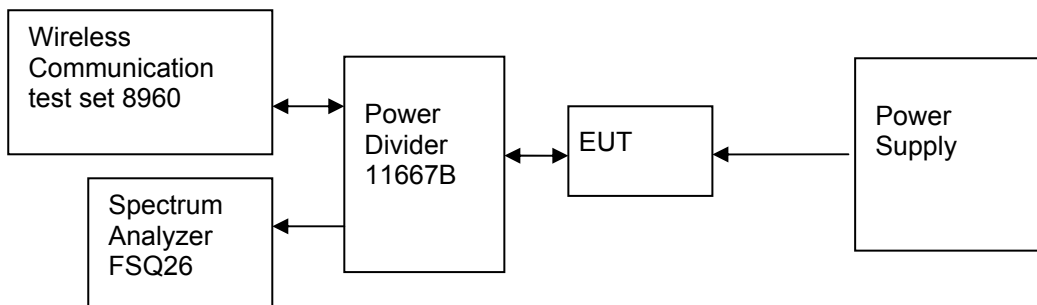 Wireless
Communication
test set 8960
Power
Divider
11667B
EUT
Power
Supply
Spectrum
Analyzer
FSQ26